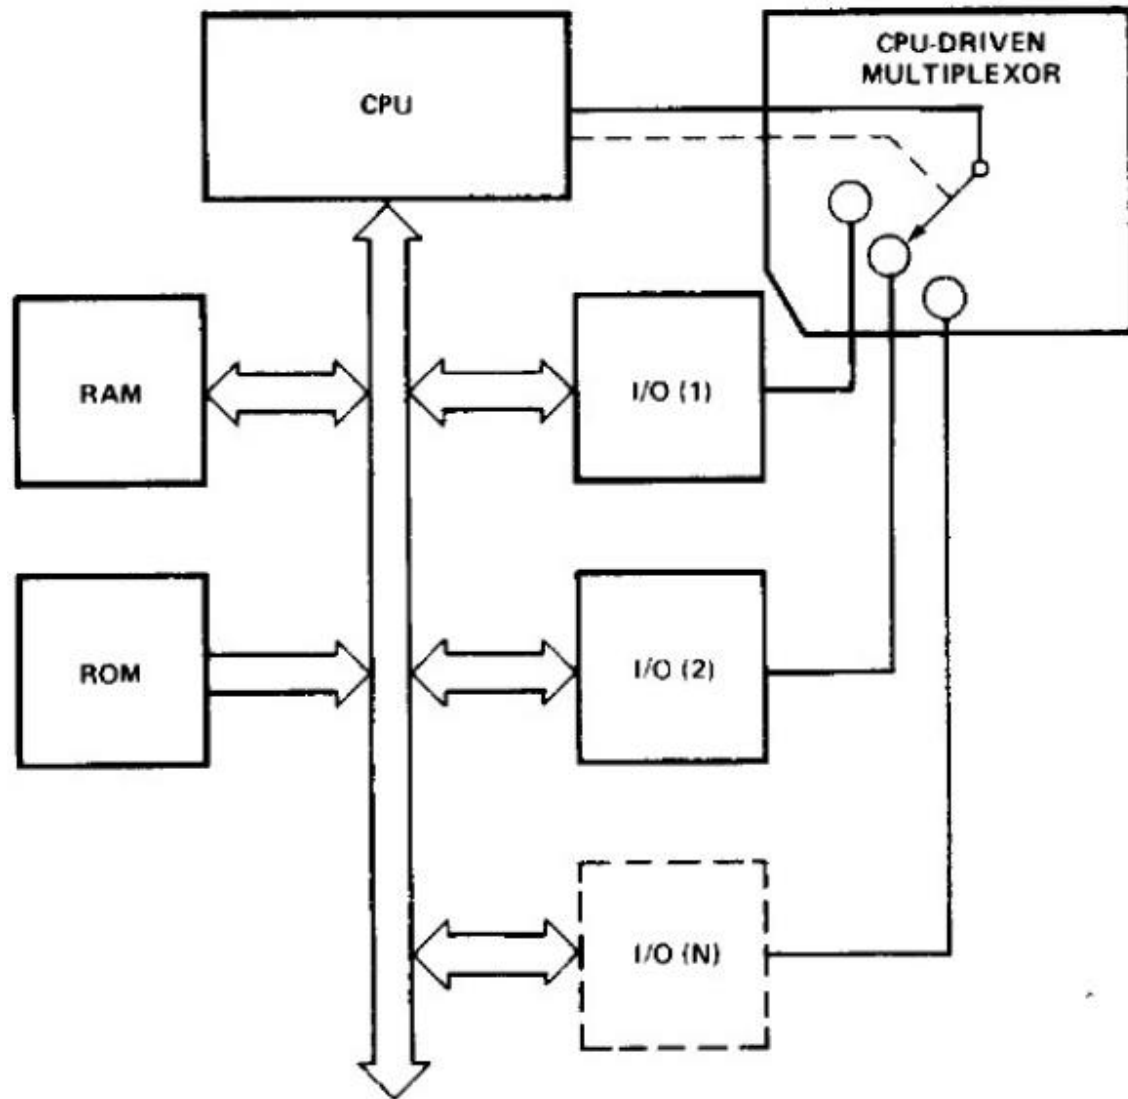 CPU
CPU-DRIVEN
MULTIPLEXOR
RAM
I/O (1)
ROM
I/O (2)
I/O (N)